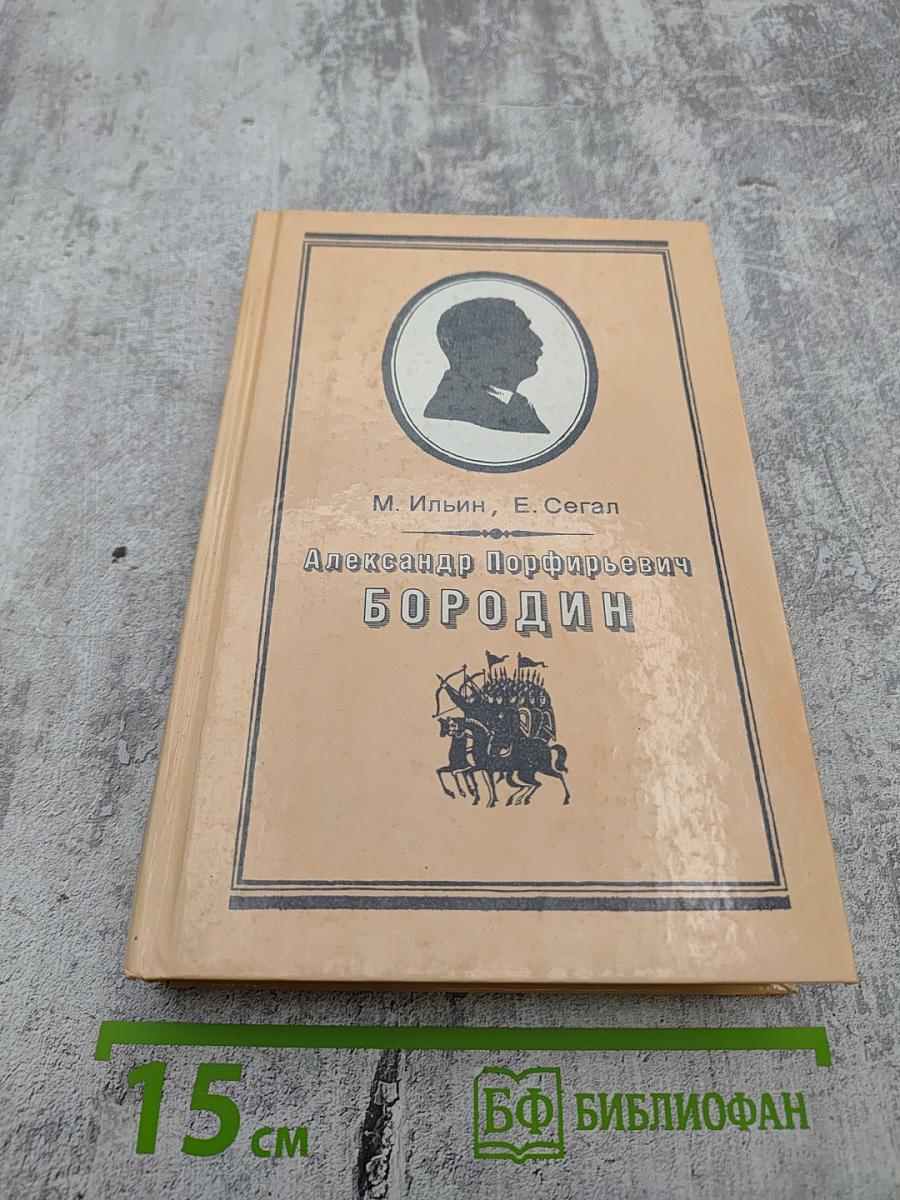 М. Ильин, Е. Сегал
Александр Порфирьевич
БОРОДИН
15 см
БФ БИБЛИОФАН